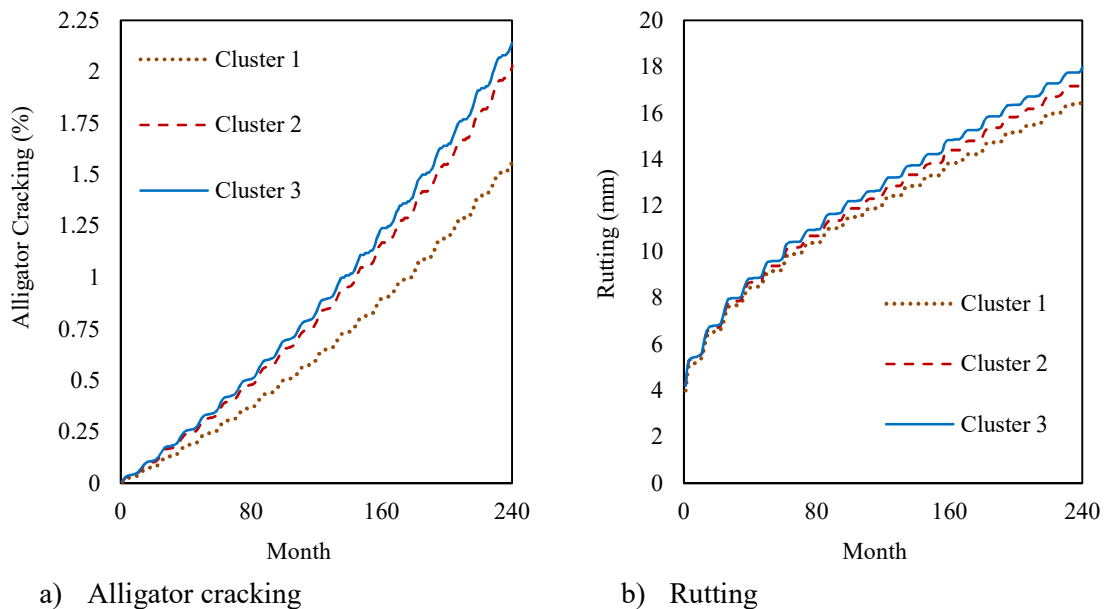 2.25
2
1.75
1.5
1.25
1
0.75
0.5
0.25
0
Alligator Cracking (%)
Cluster 1
Cluster 2
Cluster 3
0 80 160 240
Month
a) Alligator cracking
20
18
16
14
12
10
8
6
4
2
0
Rutting (mm)
Cluster 1
Cluster 2
Cluster 3
0 80 160 240
Month
b) Rutting